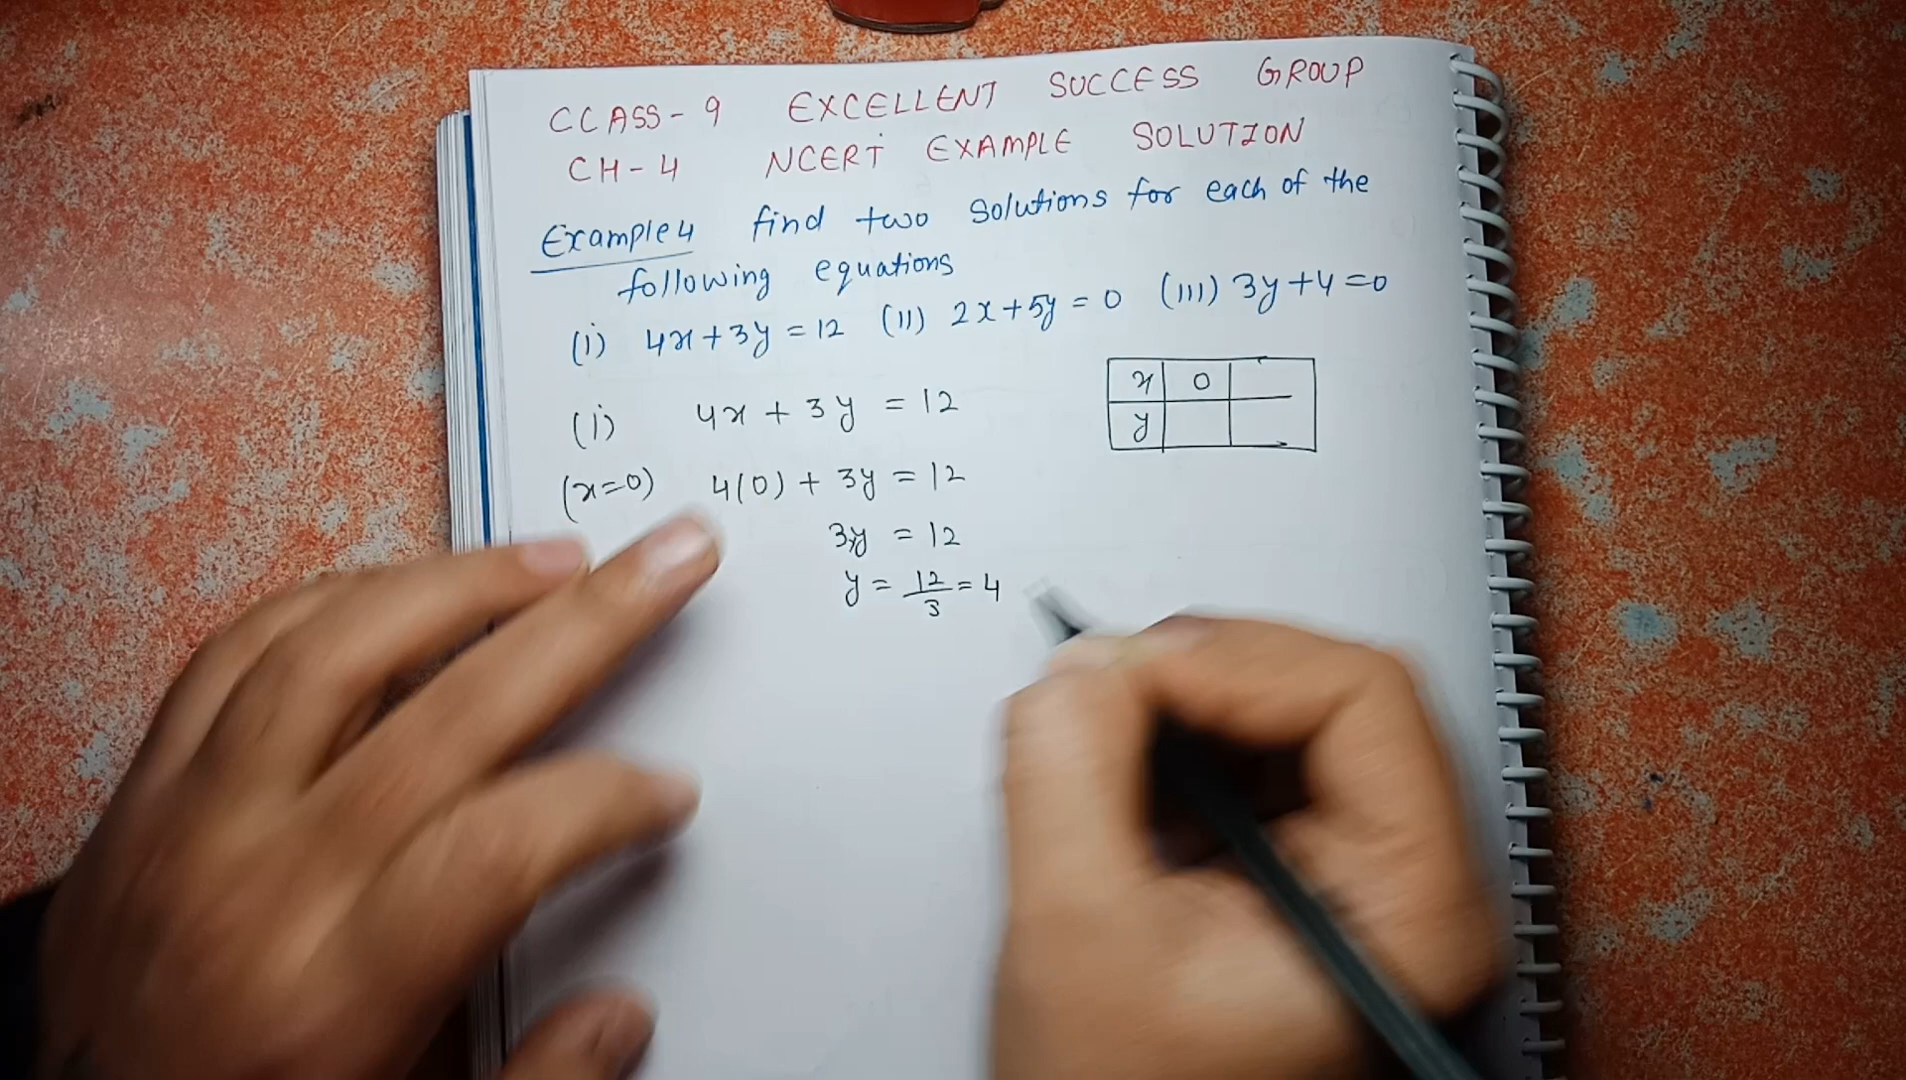 CLASS-9 EXCELLENT SUCCESS GROUP
CH-4 NCERT EXAMPLE SOLUTION
Example 4 find two solutions for each of the
following equations
(i) 4x+3y = 12 (11) 2x+5y = 0 (111) 3y+4=0
x 0
(i) 4x + 3y = 12
y
(x=0) 4(0) + 3y = 12
3y = 12
y = 12/3 = 4